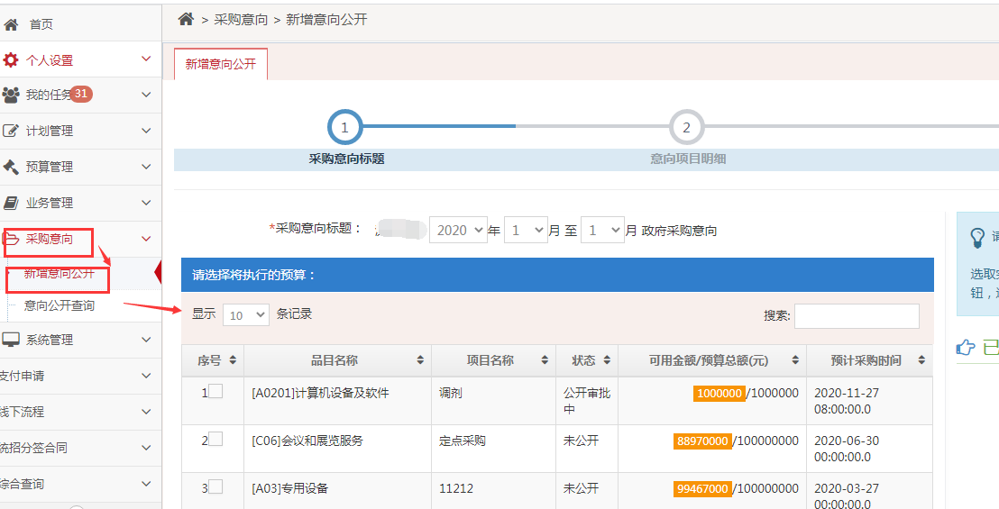 首页
个人设置
我的任务 31
计划管理
预算管理
业务管理
采购意向
新增意向公开
意向公开查询
系统管理
支付申请
线下流程
统招分签合同
综合查询
> 采购意向 > 新增意向公开
新增意向公开
1 2
采购意向标题 意向项目明细
*采购意向标题： 2020 年 1 月 至 1 月 政府采购意向
请选择将执行的预算：
显示 10 条记录 搜索:
序号 品目名称 项目名称 状态 可用金额/预算总额(元) 预计采购时间
1 [A0201]计算机设备及软件 调剂 公开审批中 1000000/1000000 2020-11-27 08:00:00.0
2 [C06]会议和展览服务 定点采购 未公开 88970000/100000000 2020-06-30 00:00:00.0
3 [A03]专用设备 11212 未公开 99467000/100000000 2020-03-27 00:00:00.0
选取
钮，
已